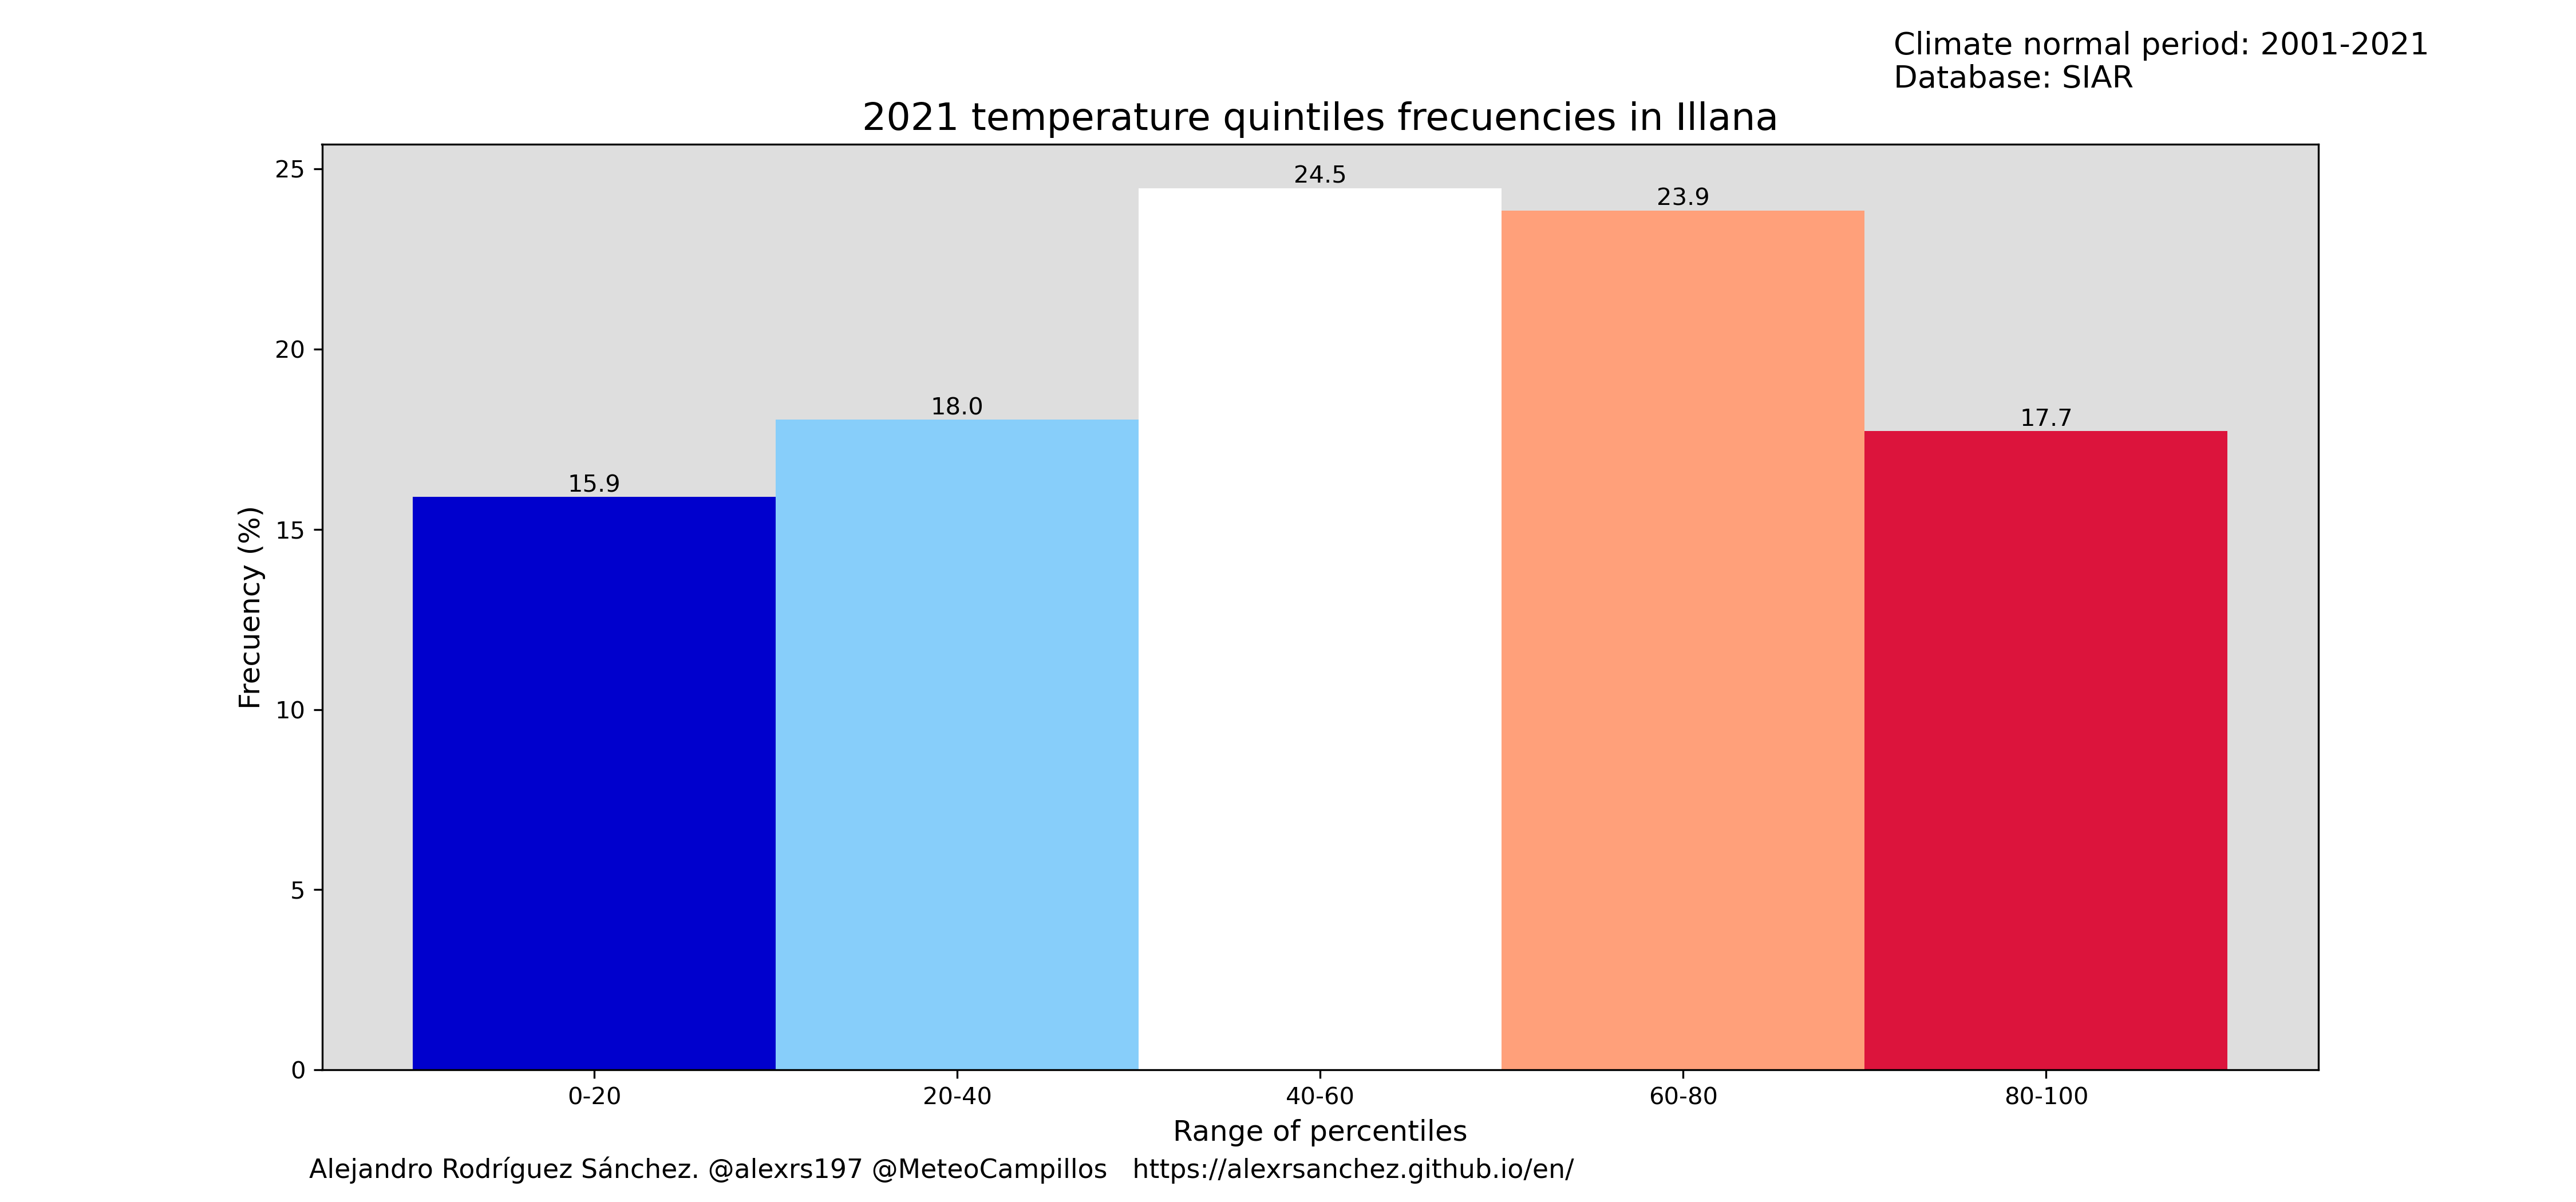 Climate normal period: 2001-2021
Database: SIAR
2021 temperature quintiles frecuencies in Illana
25
20
15
10
5
0
Frecuency (%)
15.9
18.0
24.5
23.9
17.7
0-20
20-40
40-60
60-80
80-100
Range of percentiles
Alejandro Rodríguez Sánchez. @alexrs197 @MeteoCampillos https://alexrsanchez.github.io/en/